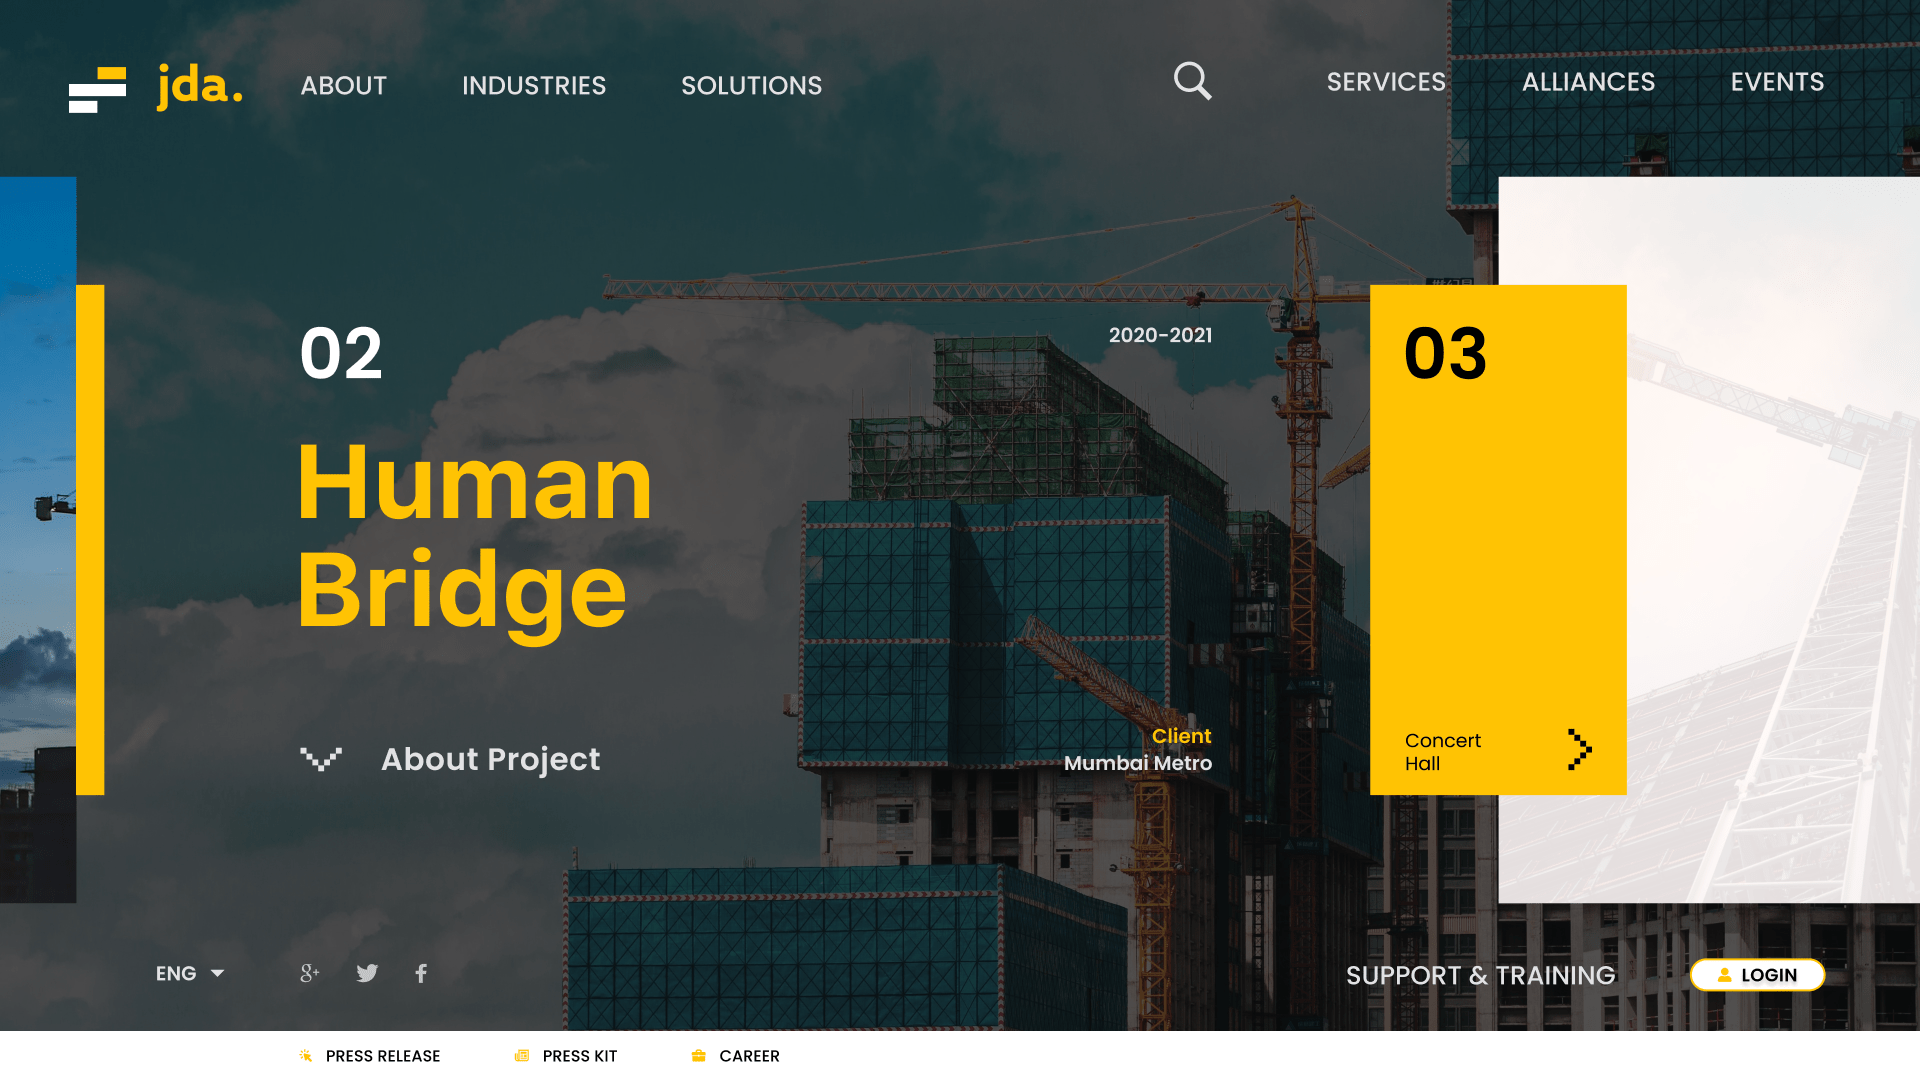 jda.
ABOUT
INDUSTRIES
SOLUTIONS
SERVICES
ALLIANCES
EVENTS
02
2020-2021
Human
Bridge
About Project
Client
Mumbai Metro
03
Concert
Hall
ENG
g+
f
SUPPORT & TRAINING
LOGIN
PRESS RELEASE
PRESS KIT
CAREER